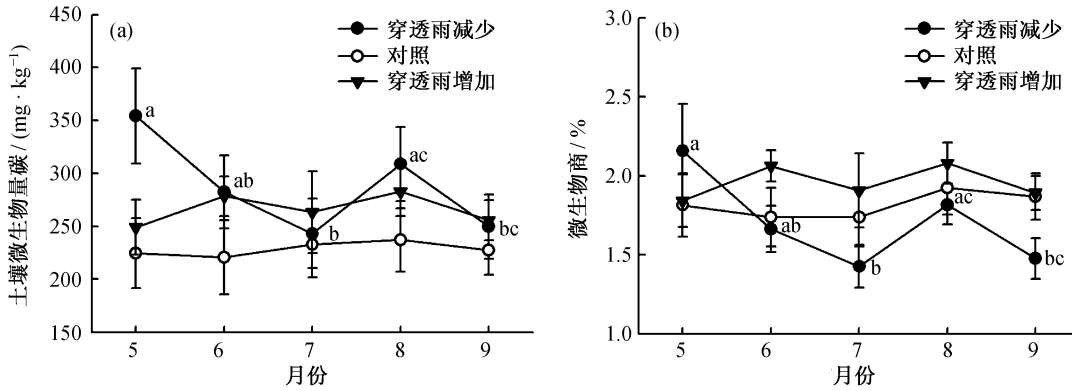 (a)
穿透雨减少
对照
穿透雨增加
土壤微生物量碳 / (mg · kg⁻¹)
450
400
350
300
250
200
150
a
ab
b
ac
bc
5 6 7 8 9
月份
(b)
穿透雨减少
对照
穿透雨增加
微生物商 / %
3.0
2.5
2.0
1.5
1.0
a
ab
b
ac
bc
5 6 7 8 9
月份